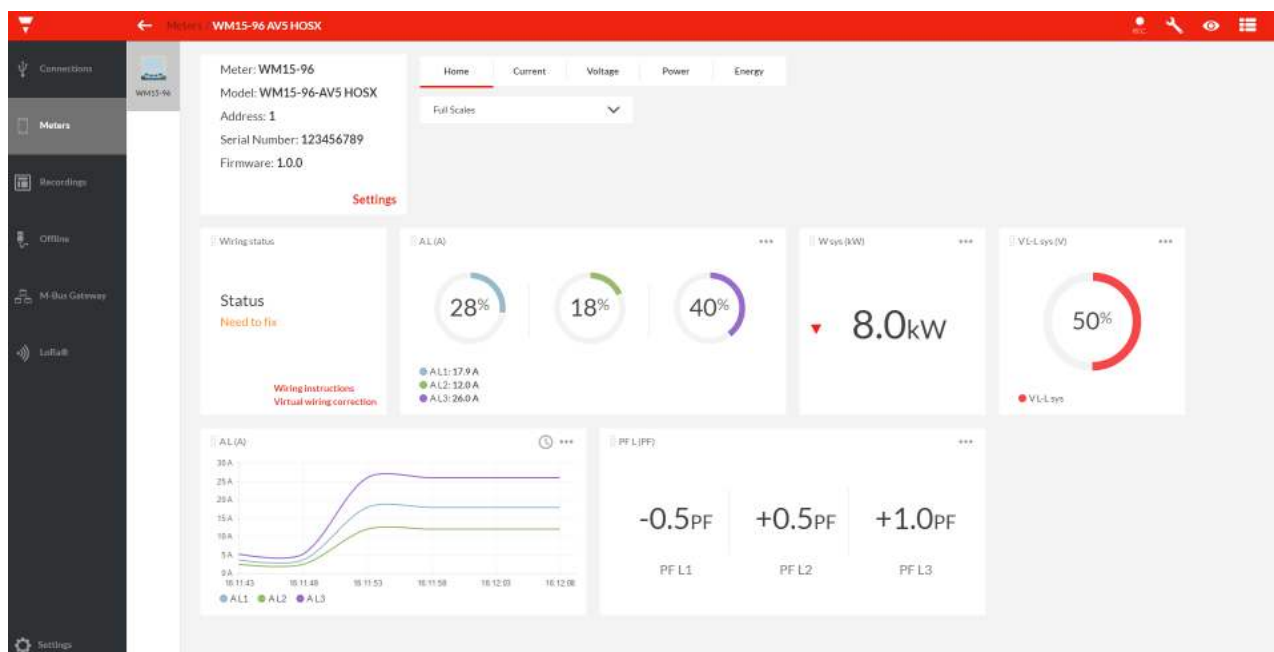 Meters / WM15-96 AV5 HOSX
REC
Connections
Meters
Recordings
Offline
M-Bus Gateway
LoRa®
Settings
WM15-96
Meter: WM15-96
Model: WM15-96-AV5 HOSX
Address: 1
Serial Number: 123456789
Firmware: 1.0.0
Settings
Home Current Voltage Power Energy
Full Scales
Wiring status
Status
Need to fix
Wiring instructions
Virtual wiring correction
A L (A)
28% 18% 40%
A L1: 17.9 A
A L2: 12.0 A
A L3: 26.0 A
W sys (kW)
8.0kW
V L-L sys (V)
50%
V L-L sys
A L (A)
30 A
25 A
20 A
15 A
10 A
5 A
0 A
16:11:43 16:11:48 16:11:53 16:11:58 16:12:03 16:12:08
A L1 A L2 A L3
PF L (PF)
-0.5PF +0.5PF +1.0PF
PF L1 PF L2 PF L3